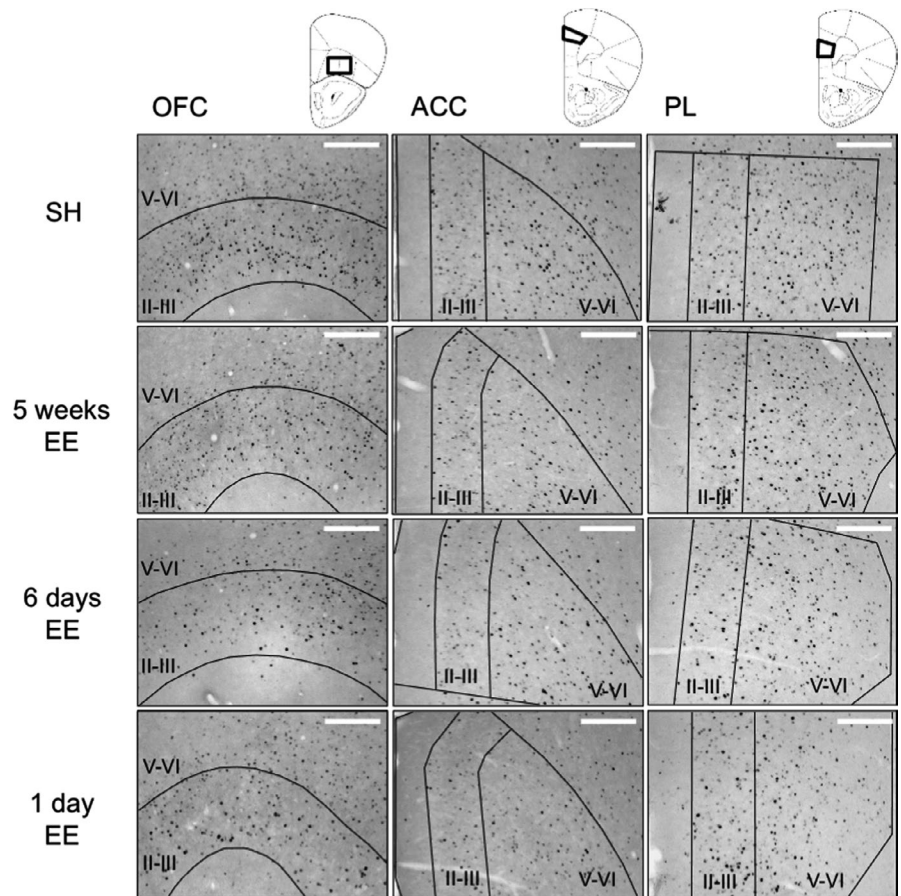 OFC ACC PL
SH
V-VI
II-III
II-III
V-VI
II-III
V-VI
5 weeks
EE
V-VI
II-III
II-III
V-VI
II-III
V-VI
6 days
EE
V-VI
II-III
II-III
V-VI
II-III
V-VI
1 day
EE
V-VI
II-III
II-III
V-VI
II-III
V-VI